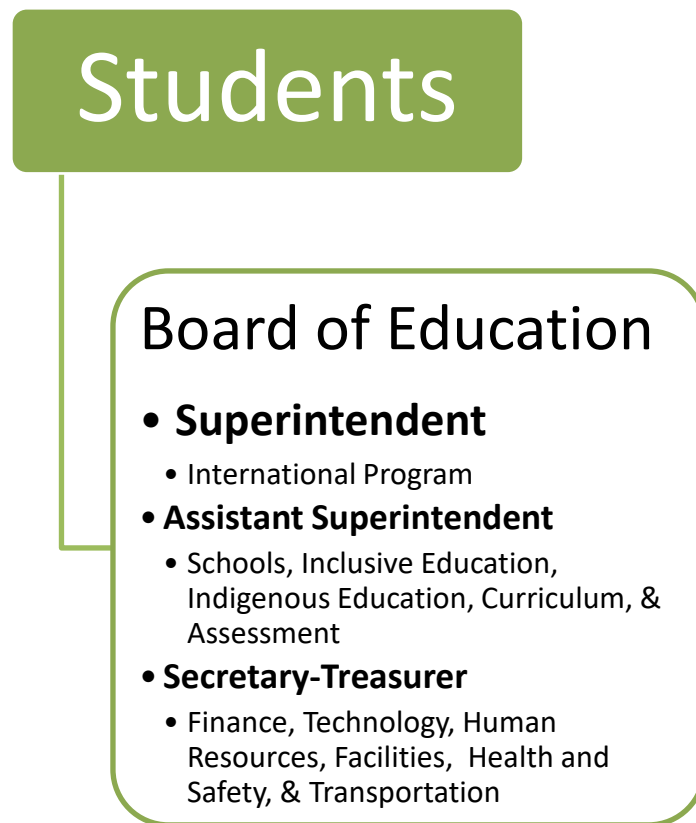 Students
Board of Education
• Superintendent
• International Program
• Assistant Superintendent
• Schools, Inclusive Education,
Indigenous Education, Curriculum, &
Assessment
• Secretary-Treasurer
• Finance, Technology, Human
Resources, Facilities,  Health and
Safety, & Transportation